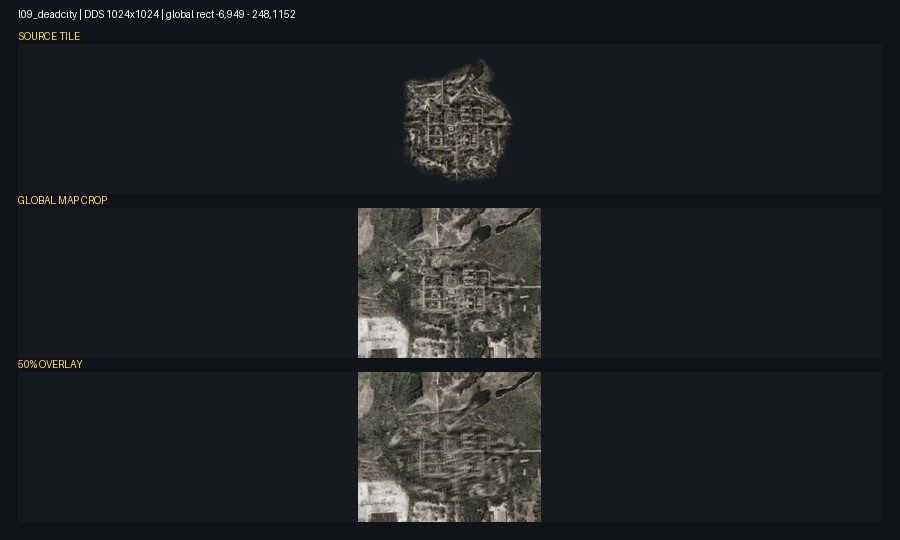 l09_deadcity | DDS 1024x1024 | global rect -6,949 - 248,1152
SOURCE TILE
GLOBAL MAP CROP
50% OVERLAY